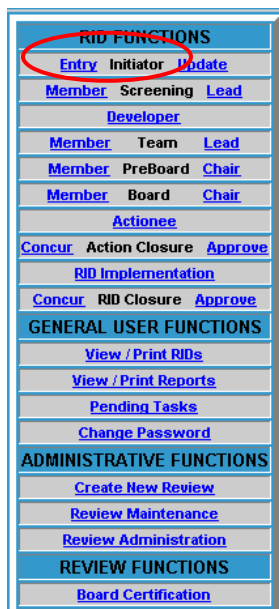 RID FUNCTIONS
Entry Initiator Update
Member Screening Lead
Developer
Member Team Lead
Member PreBoard Chair
Member Board Chair
Actionee
Concur Action Closure Approve
RID Implementation
Concur RID Closure Approve
GENERAL USER FUNCTIONS
View / Print RIDs
View / Print Reports
Pending Tasks
Change Password
ADMINISTRATIVE FUNCTIONS
Create New Review
Review Maintenance
Review Administration
REVIEW FUNCTIONS
Board Certification